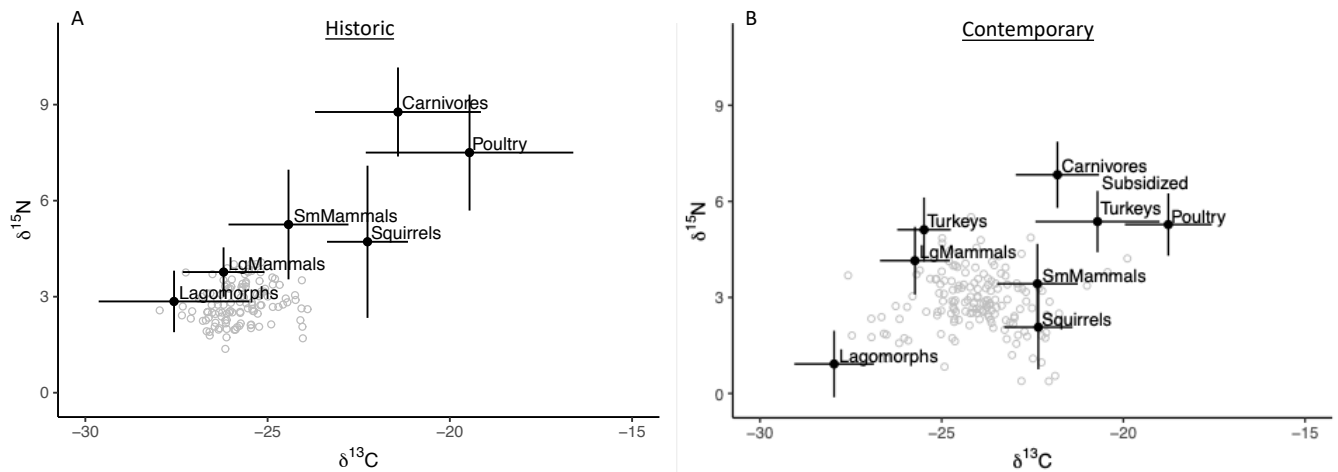 A
Historic
9
6
3
0
δ15N
Carnivores
Poultry
SmMammals
Squirrels
LgMammals
Lagomorphs
−30
−25
−20
−15
δ13C
B
Contemporary
9
6
3
0
δ15N
Carnivores
Subsidized
Turkeys
Poultry
Turkeys
LgMammals
SmMammals
Squirrels
Lagomorphs
−30
−25
−20
−15
δ13C